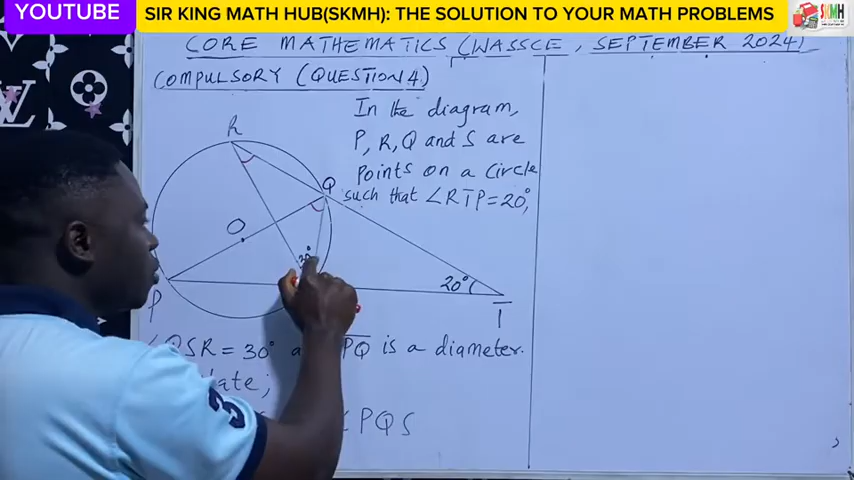 YOUTUBE
SIR KING MATH HUB(SKMH): THE SOLUTION TO YOUR MATH PROBLEMS
SKMH
CORE MATHEMATICS (WASSCE, SEPTEMBER 2024)
COMPULSORY (QUESTION 4)
In the diagram,
P, R, Q and S are
points on a circle
such that ∠RTP=20°,
R
Q
O
30°
20°
P
T
QSR = 30° a PQ is a diameter.
late;
∠PQS